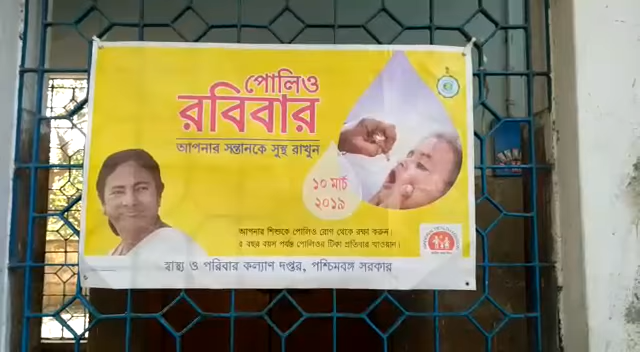 পোলিও
রবিবার
আপনার সন্তানকে সুস্থ রাখুন
১০ মার্চ
২০১৯
আপনার শিশুকে পোলিও রোগ থেকে রক্ষা করুন।
৫ বছর বয়স পর্যন্ত পোলিওর টিকা প্রতিবার খাওয়ান।
স্বাস্থ্য ও পরিবার কল্যাণ দপ্তর, পশ্চিমবঙ্গ সরকার